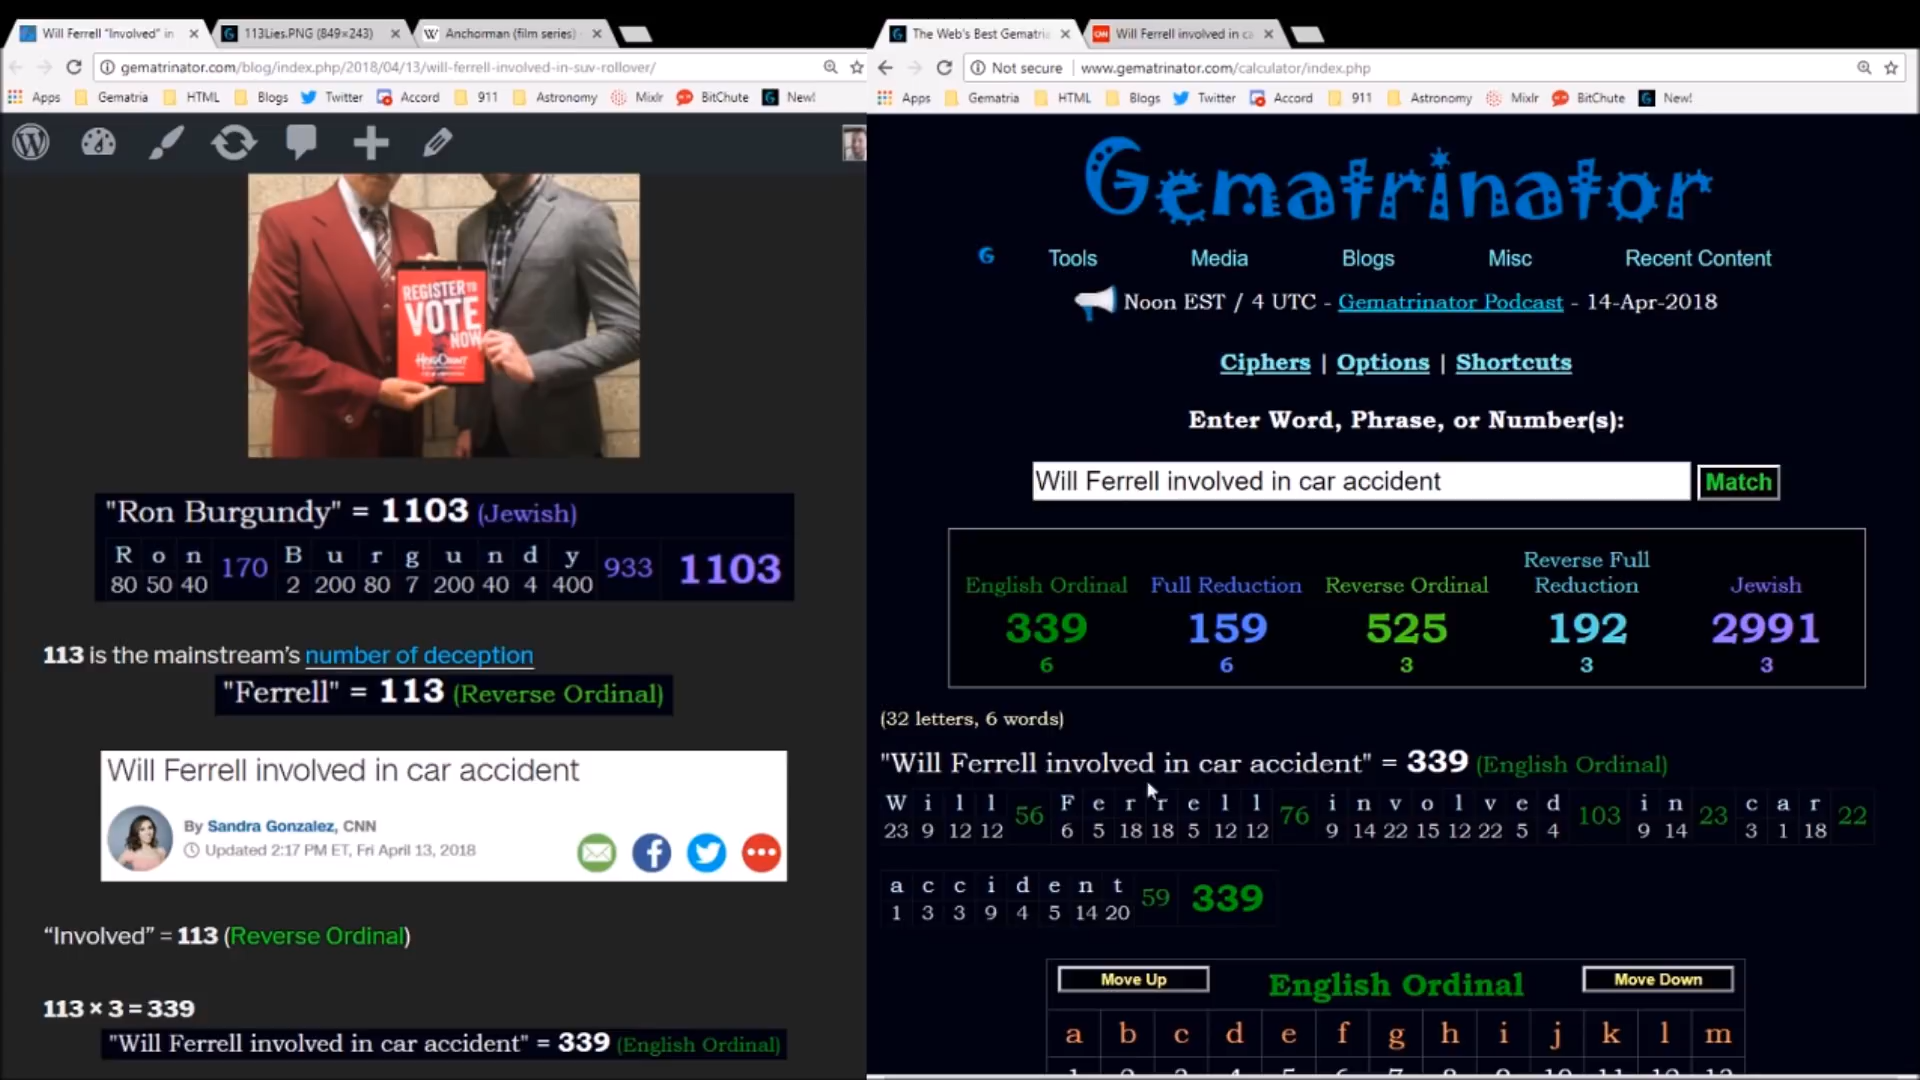 Will Ferrell "Involved" in
113Lies.PNG (849×243)
Anchorman (film series)
gematrinator.com/blog/index.php/2018/04/13/will-ferrell-involved-in-suv-rollover/
Apps Gematria HTML Blogs Twitter Accord 911 Astronomy Mixlr BitChute New!
REGISTER TO
VOTE
NOW
HEADCOUNT
"Ron Burgundy" = 1103 (Jewish)
R o n 170 B u r g u n d y 933 1103
80 50 40 2 200 80 7 200 40 4 400
113 is the mainstream's number of deception
"Ferrell" = 113 (Reverse Ordinal)
Will Ferrell involved in car accident
By Sandra Gonzalez, CNN
Updated 2:17 PM ET, Fri April 13, 2018
"Involved" = 113 (Reverse Ordinal)
113 × 3 = 339
"Will Ferrell involved in car accident" = 339 (English Ordinal)
The Web's Best Gematri
CNN Will Ferrell involved in ca
Not secure | www.gematrinator.com/calculator/index.php
Apps Gematria HTML Blogs Twitter Accord 911 Astronomy Mixlr BitChute New!
Gematrinator
G Tools Media Blogs Misc Recent Content
Noon EST / 4 UTC - Gematrinator Podcast - 14-Apr-2018
Ciphers | Options | Shortcuts
Enter Word, Phrase, or Number(s):
Will Ferrell involved in car accident Match
English Ordinal Full Reduction Reverse Ordinal Reverse Full Reduction Jewish
339 159 525 192 2991
6 6 3 3 3
(32 letters, 6 words)
"Will Ferrell involved in car accident" = 339 (English Ordinal)
W i l l 56 F e r r e l l 76 i n v o l v e d 103 i n 23 c a r 22
23 9 12 12 6 5 18 18 5 12 12 9 14 22 15 12 22 5 4 9 14 3 1 18
a c c i d e n t 59 339
1 3 3 9 4 5 14 20
Move Up English Ordinal Move Down
a b c d e f g h i j k l m